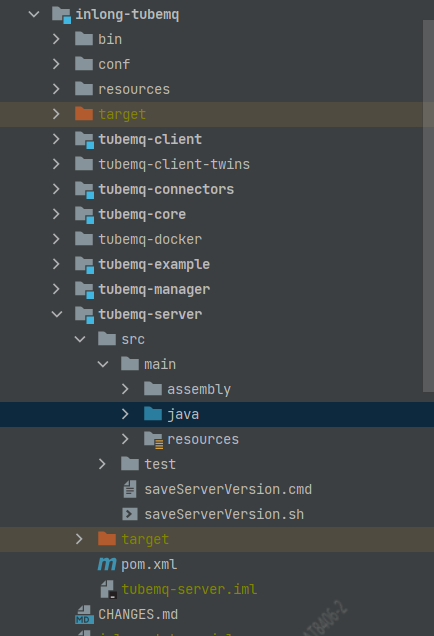 inlong-tubemq
bin
conf
resources
target
tubemq-client
tubemq-client-twins
tubemq-connectors
tubemq-core
tubemq-docker
tubemq-example
tubemq-manager
tubemq-server
src
main
assembly
java
resources
test
saveServerVersion.cmd
saveServerVersion.sh
target
m pom.xml
tubemq-server.iml
MD CHANGES.md